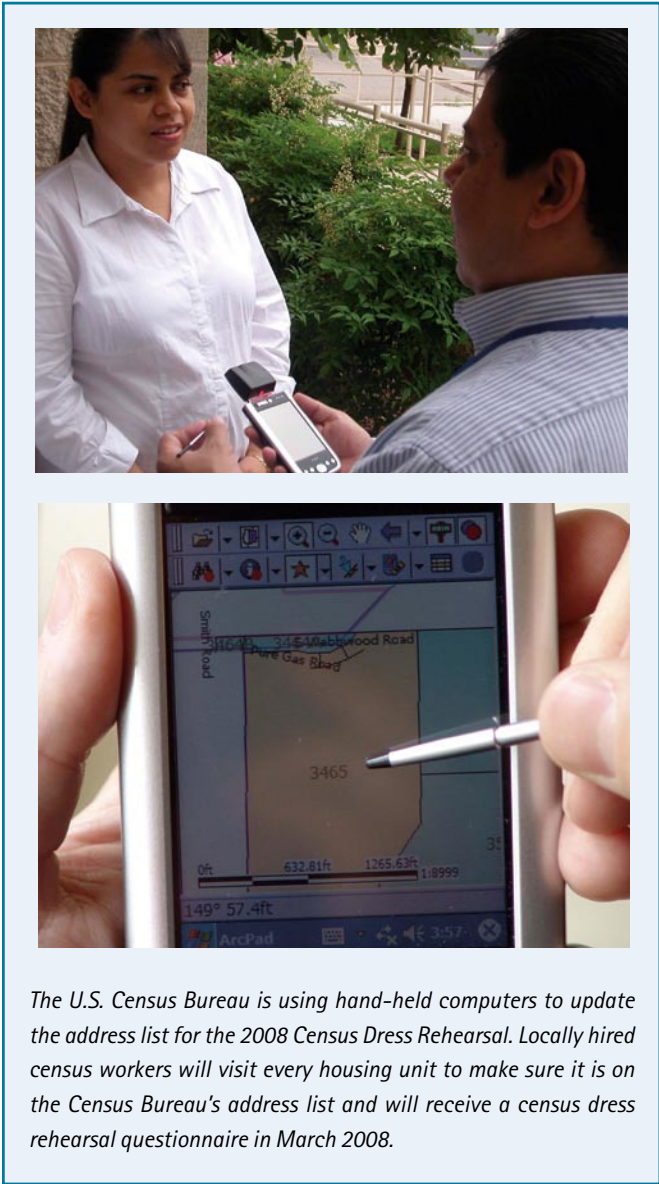 Smith Road
Webbwood Road
Pure Gas Road
3465
0ft 632.81ft 1265.63ft 1:8999
149° 57.4ft
ArcPad 3:57
The U.S. Census Bureau is using hand-held computers to update
the address list for the 2008 Census Dress Rehearsal. Locally hired
census workers will visit every housing unit to make sure it is on
the Census Bureau's address list and will receive a census dress
rehearsal questionnaire in March 2008.